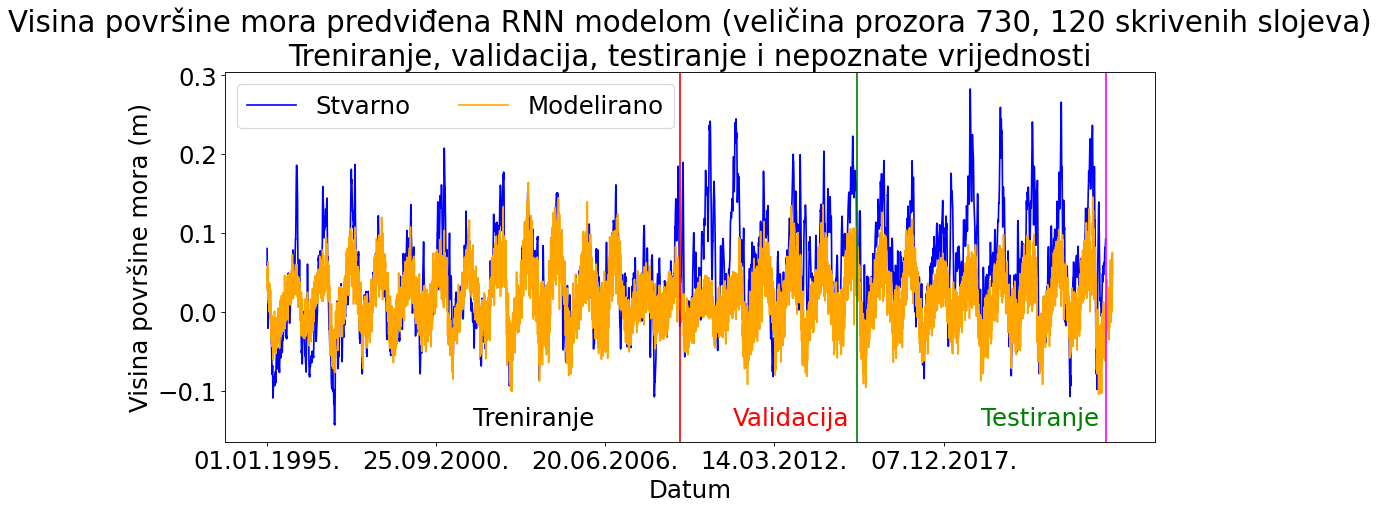 Visina površine mora predviđena RNN modelom (veličina prozora 730, 120 skrivenih slojeva)
Treniranje, validacija, testiranje i nepoznate vrijednosti
Stvarno
Modelirano
Visina površine mora (m)
0.3
0.2
0.1
0.0
−0.1
Treniranje
Validacija
Testiranje
01.01.1995.
25.09.2000.
20.06.2006.
14.03.2012.
07.12.2017.
Datum